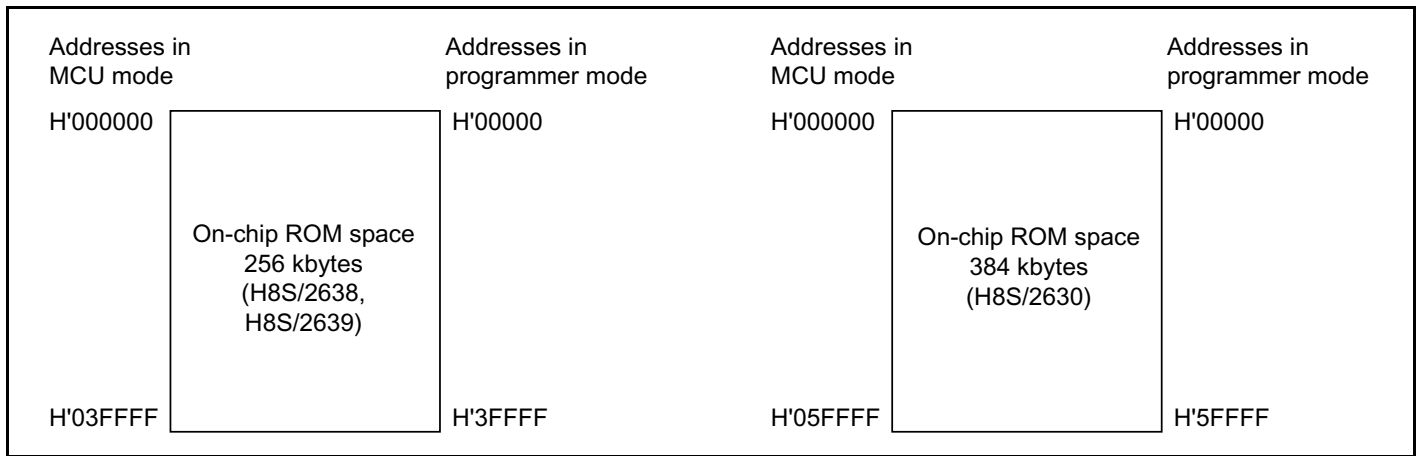 Addresses in
MCU mode
Addresses in
programmer mode
H'000000
H'00000
On-chip ROM space
256 kbytes
(H8S/2638,
H8S/2639)
H'03FFFF
H'3FFFF
Addresses in
MCU mode
Addresses in
programmer mode
H'000000
H'00000
On-chip ROM space
384 kbytes
(H8S/2630)
H'05FFFF
H'5FFFF